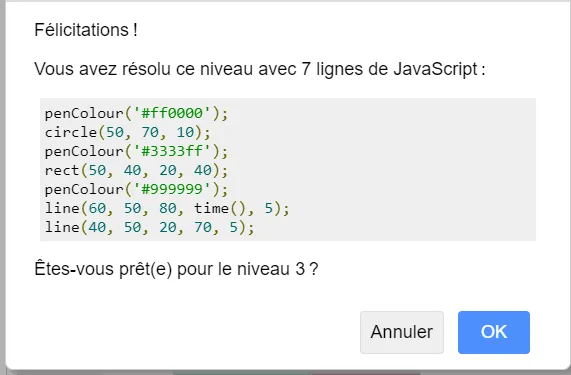 Félicitations !
Vous avez résolu ce niveau avec 7 lignes de JavaScript :
penColour('#ff0000');
circle(50, 70, 10);
penColour('#3333ff');
rect(50, 40, 20, 40);
penColour('#999999');
line(60, 50, 80, time(), 5);
line(40, 50, 20, 70, 5);
Êtes-vous prêt(e) pour le niveau 3 ?
Annuler OK